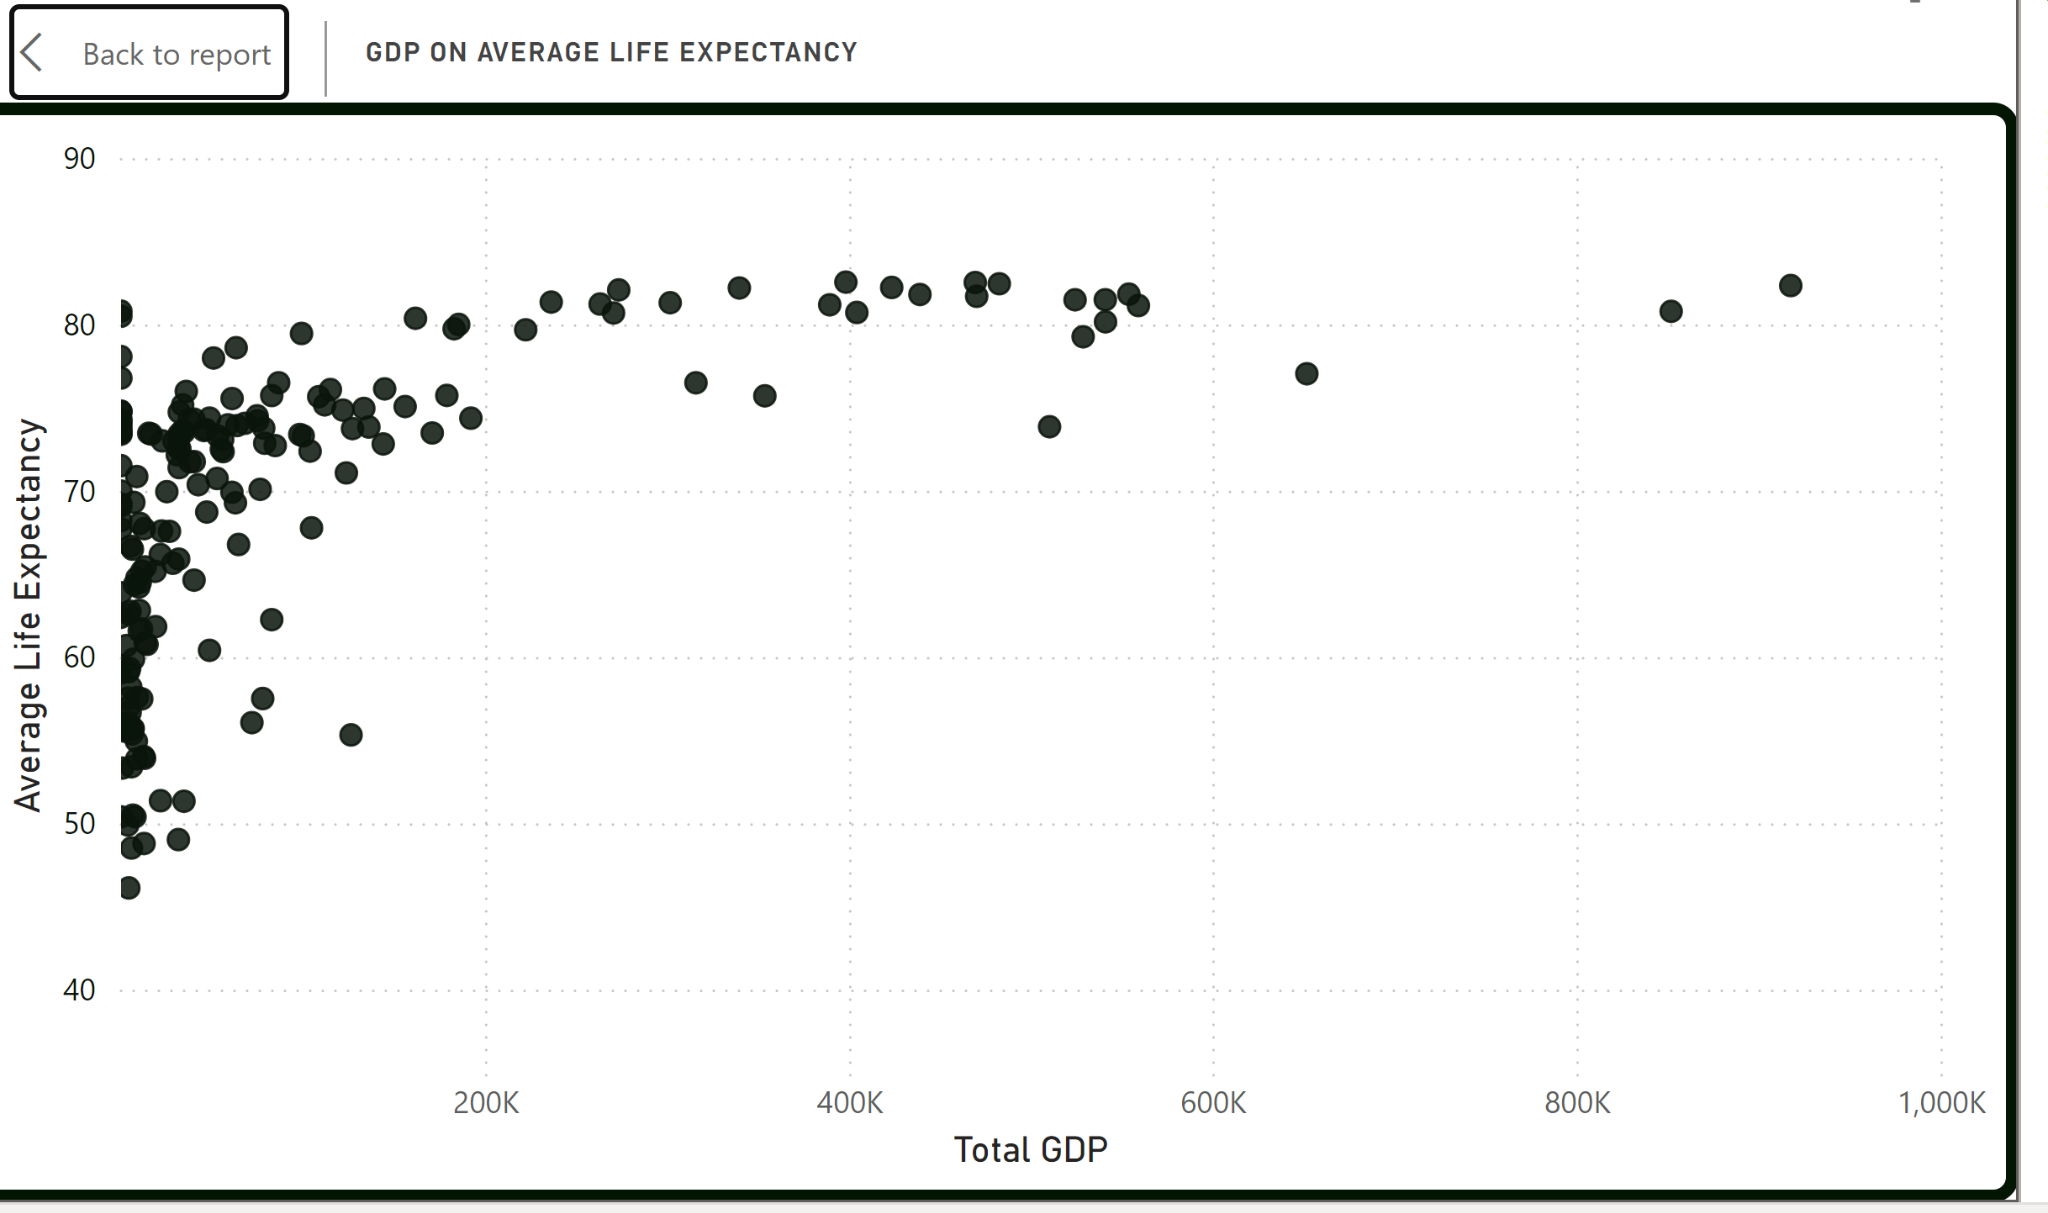 Back to report
GDP ON AVERAGE LIFE EXPECTANCY
90
80
70
60
50
40
Average Life Expectancy
200K
400K
600K
800K
1,000K
Total GDP